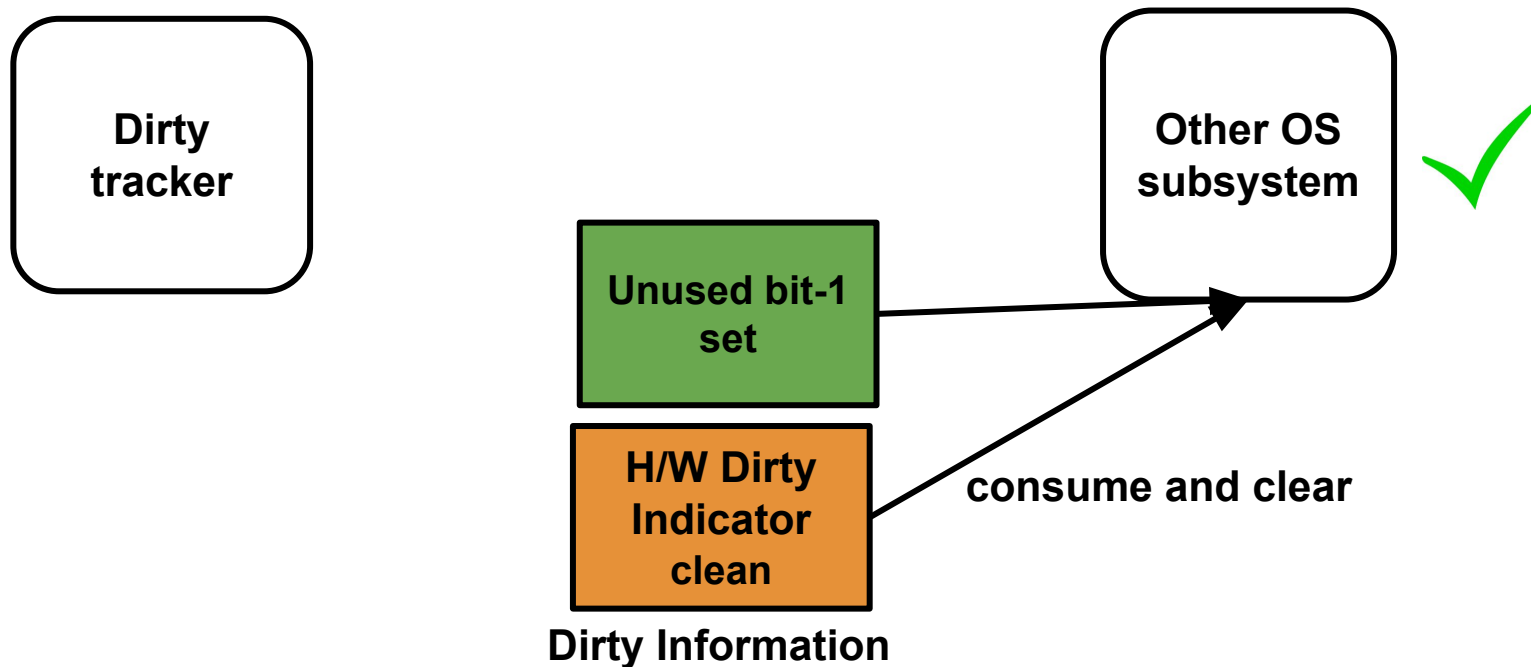 Dirty
tracker
Other OS
subsystem
Unused bit-1
set
H/W Dirty
Indicator
clean
consume and clear
Dirty Information